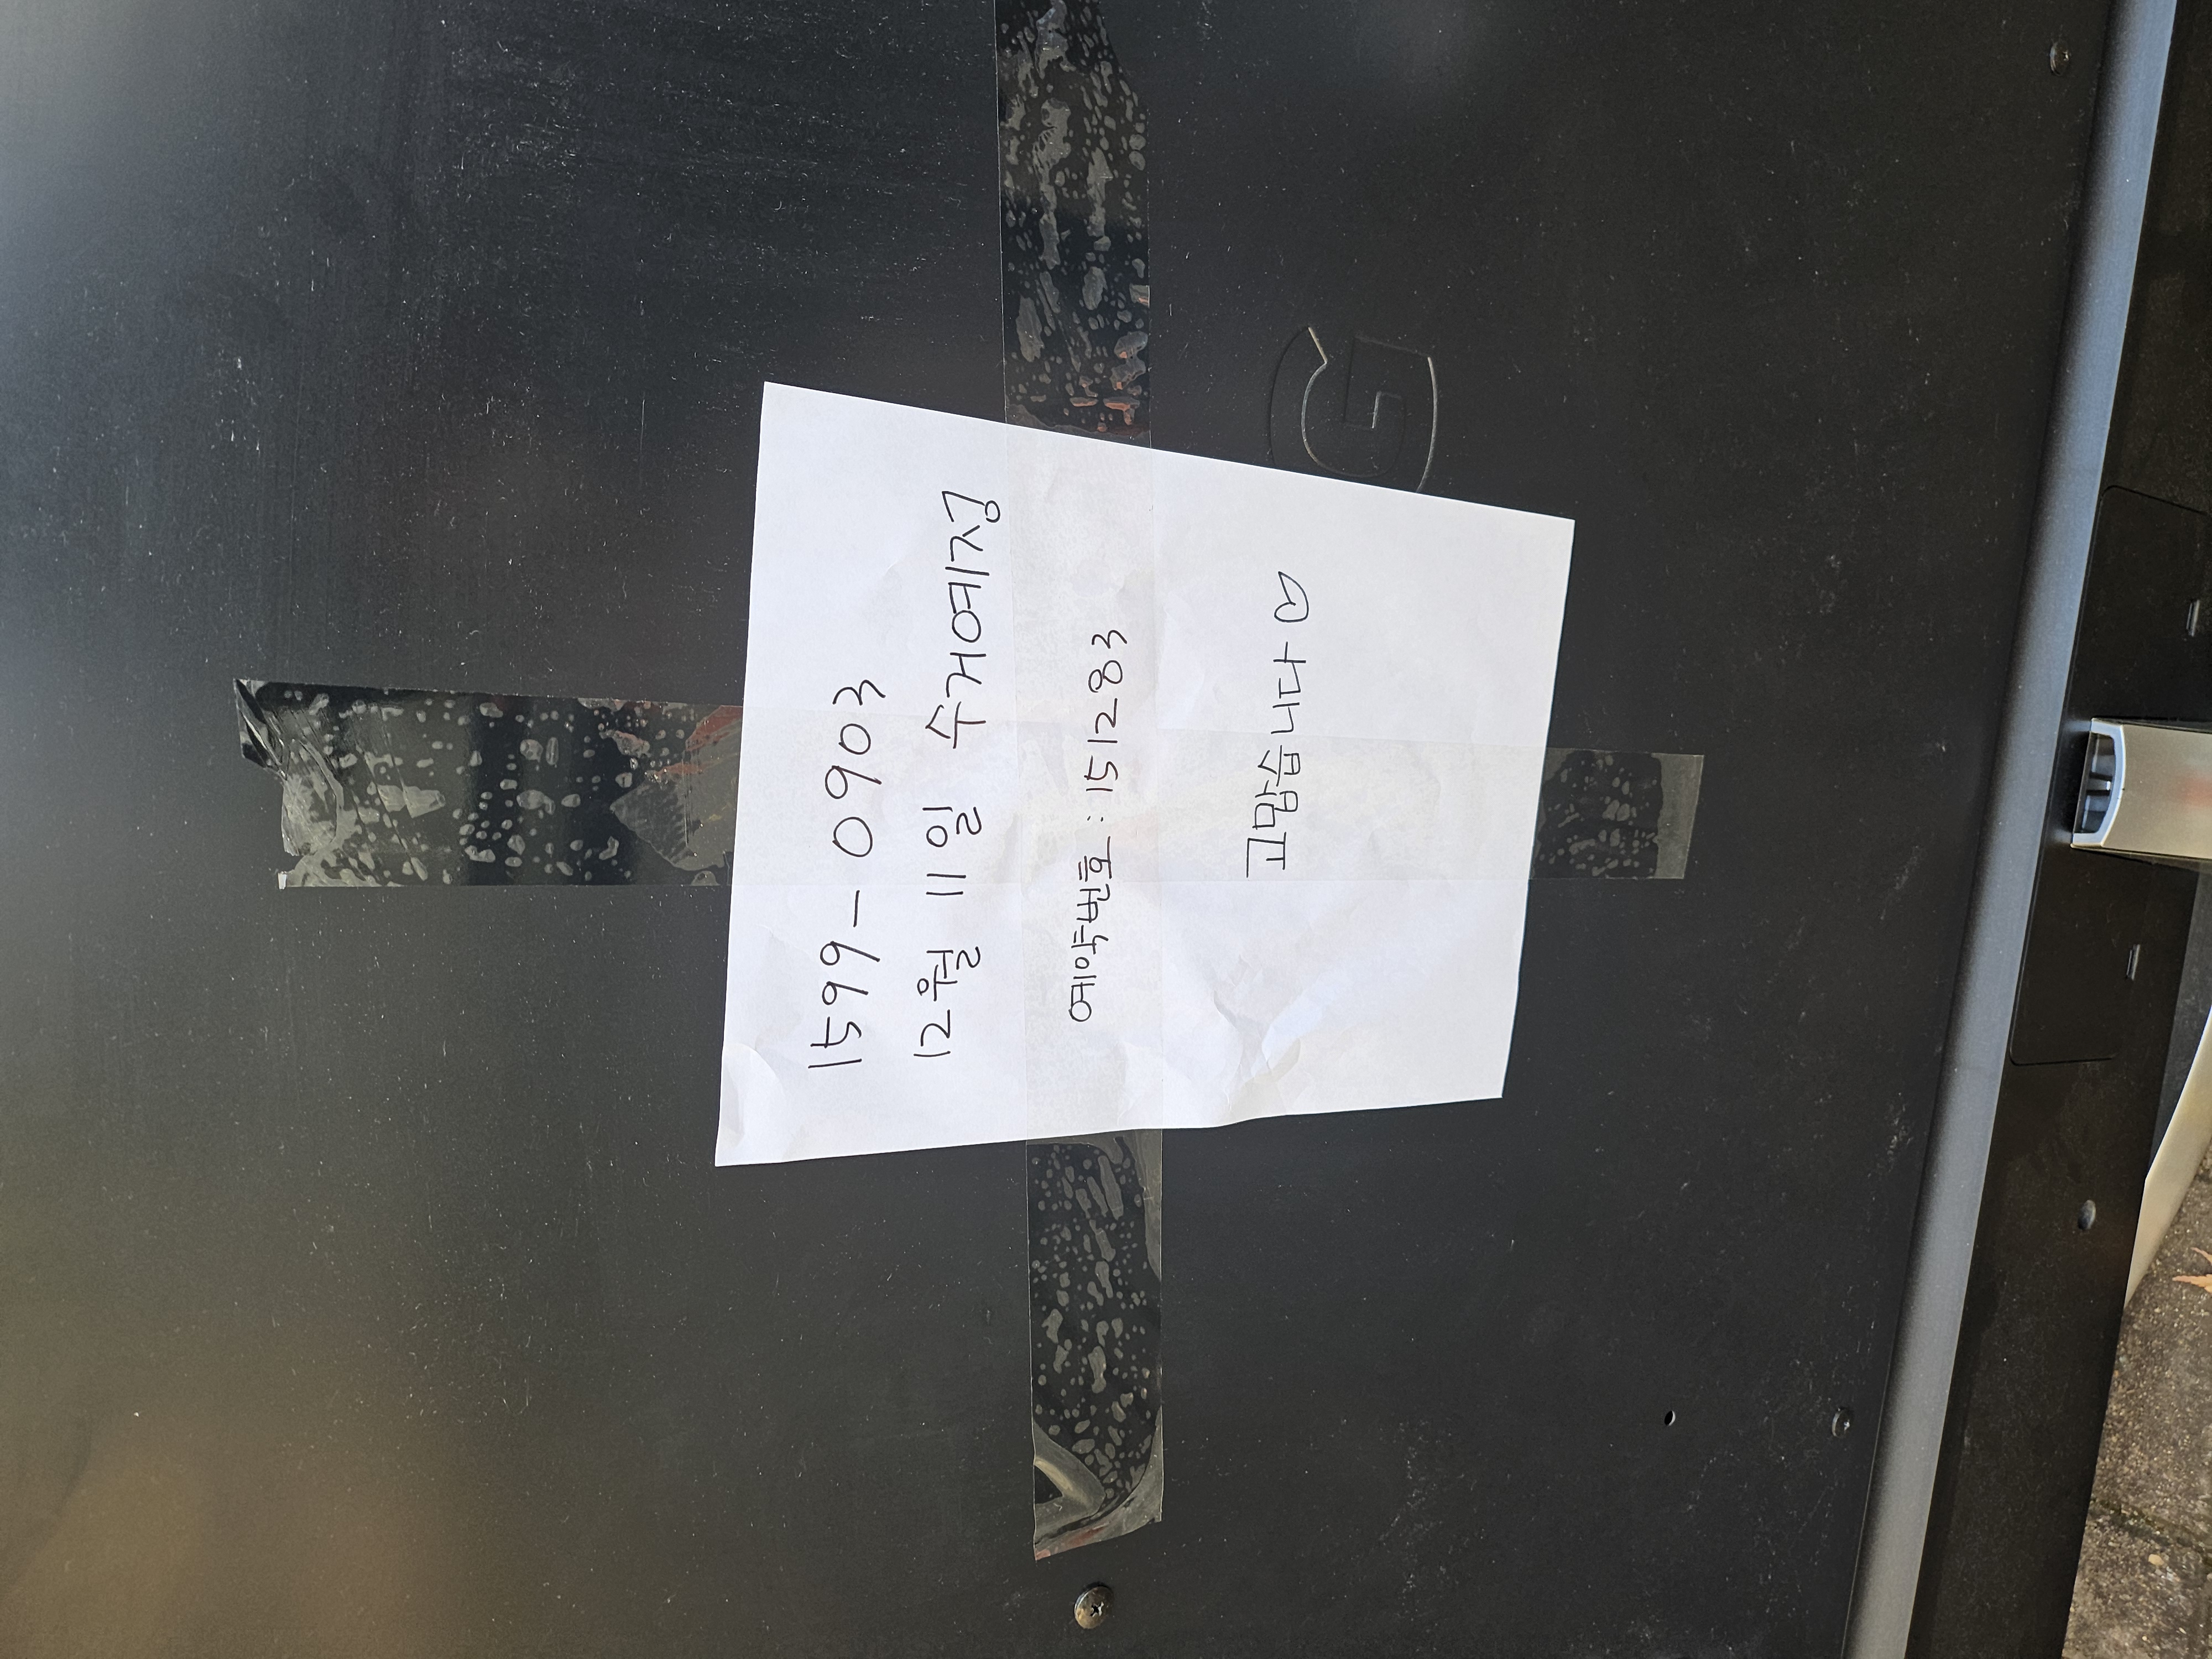 1599-0903
12월 11일 수거예정
예약번호 : 151283
고맙습니다 ♡